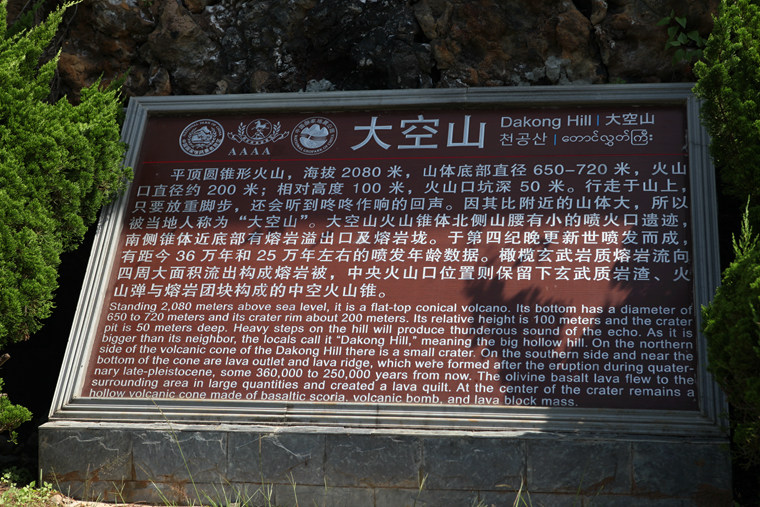 大空山 Dakong Hill | 大空山
天공산 | တောင်လွတ်ကြီး
AAAA
平顶圆锥形火山，海拔 2080 米，山体底部直径 650-720 米，火山
口直径约 200 米；相对高度 100 米，火山口坑深 50 米。行走于山上，
只要放重脚步，还会听到咚咚作响的回声。因其比附近的山体大，所以
被当地人称为“大空山”。大空山火山锥体北侧山腰有小的喷火口遗迹，
南侧锥体近底部有熔岩溢出口及熔岩垅。于第四纪晚更新世喷发而成，
有距今 36 万年和 25 万年左右的喷发年龄数据。橄榄玄武岩质熔岩流向
四周大面积流出构成熔岩被，中央火山口位置则保留下玄武质岩渣、火
山弹与熔岩团块构成的中空火山锥。
Standing 2,080 meters above sea level, it is a flat-top conical volcano. Its bottom has a diameter of
650 to 720 meters and its crater rim about 200 meters. Its relative height is 100 meters and the crater
pit is 50 meters deep. Heavy steps on the hill will produce thunderous sound of the echo. As it is
bigger than its neighbor, the locals call it “Dakong Hill,” meaning the big hollow hill. On the northern
side of the volcanic cone of the Dakong Hill there is a small crater. On the southern side and near the
bottom of the cone are lava outlet and lava ridge, which were formed after the eruption during quater-
nary late-pleistocene, some 360,000 to 250,000 years from now. The olivine basalt lava flew to the
surrounding area in large quantities and created a lava quilt. At the center of the crater remains a
hollow volcanic cone made of basaltic scoria, volcanic bomb, and lava block mass.